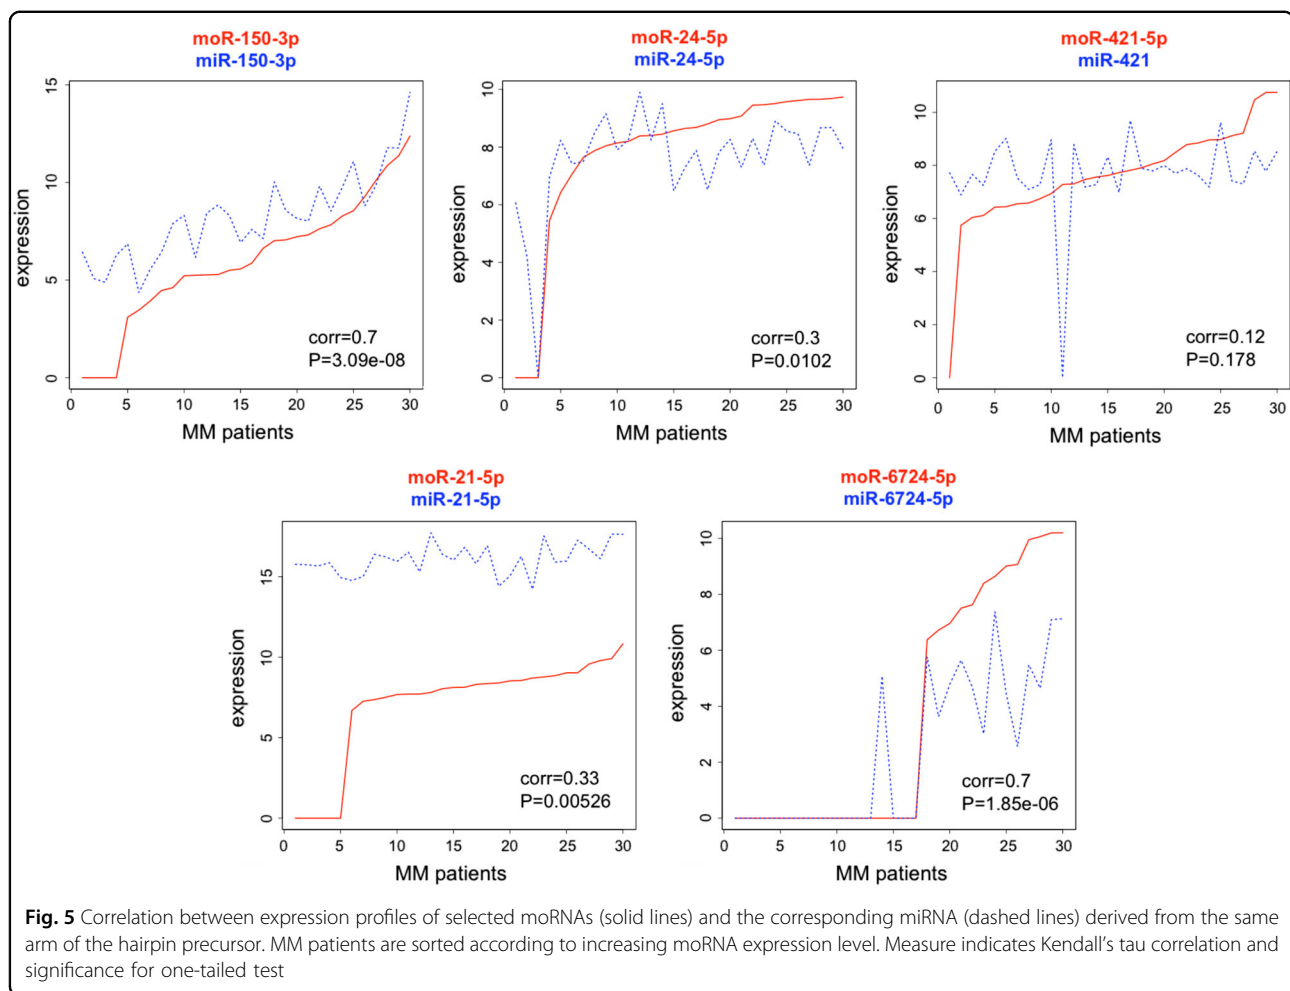 moR-150-3p
miR-150-3p
expression
0 5 10 15
0 5 10 15 20 25 30
MM patients
corr=0.7
P=3.09e-08
moR-24-5p
miR-24-5p
expression
0 2 4 6 8 10
0 5 10 15 20 25 30
MM patients
corr=0.3
P=0.0102
moR-421-5p
miR-421
expression
0 2 4 6 8 10
0 5 10 15 20 25 30
MM patients
corr=0.12
P=0.178
moR-21-5p
miR-21-5p
expression
0 5 10 15
0 5 10 15 20 25 30
MM patients
corr=0.33
P=0.00526
moR-6724-5p
miR-6724-5p
expression
0 2 4 6 8 10
0 5 10 15 20 25 30
MM patients
corr=0.7
P=1.85e-06
Fig. 5 Correlation between expression profiles of selected moRNAs (solid lines) and the corresponding miRNA (dashed lines) derived from the same
arm of the hairpin precursor. MM patients are sorted according to increasing moRNA expression level. Measure indicates Kendall's tau correlation and
significance for one-tailed test